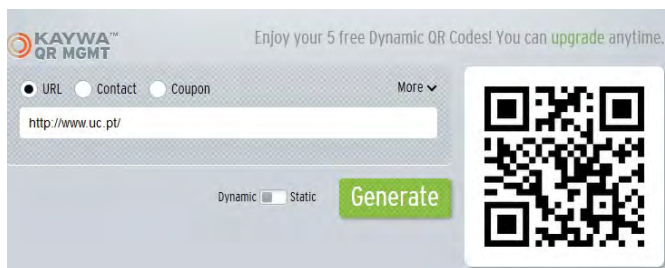 KAYWA™
QR MGMT
Enjoy your 5 free Dynamic QR Codes! You can upgrade anytime.
URL Contact Coupon More
http://www.uc.pt/
Dynamic Static Generate